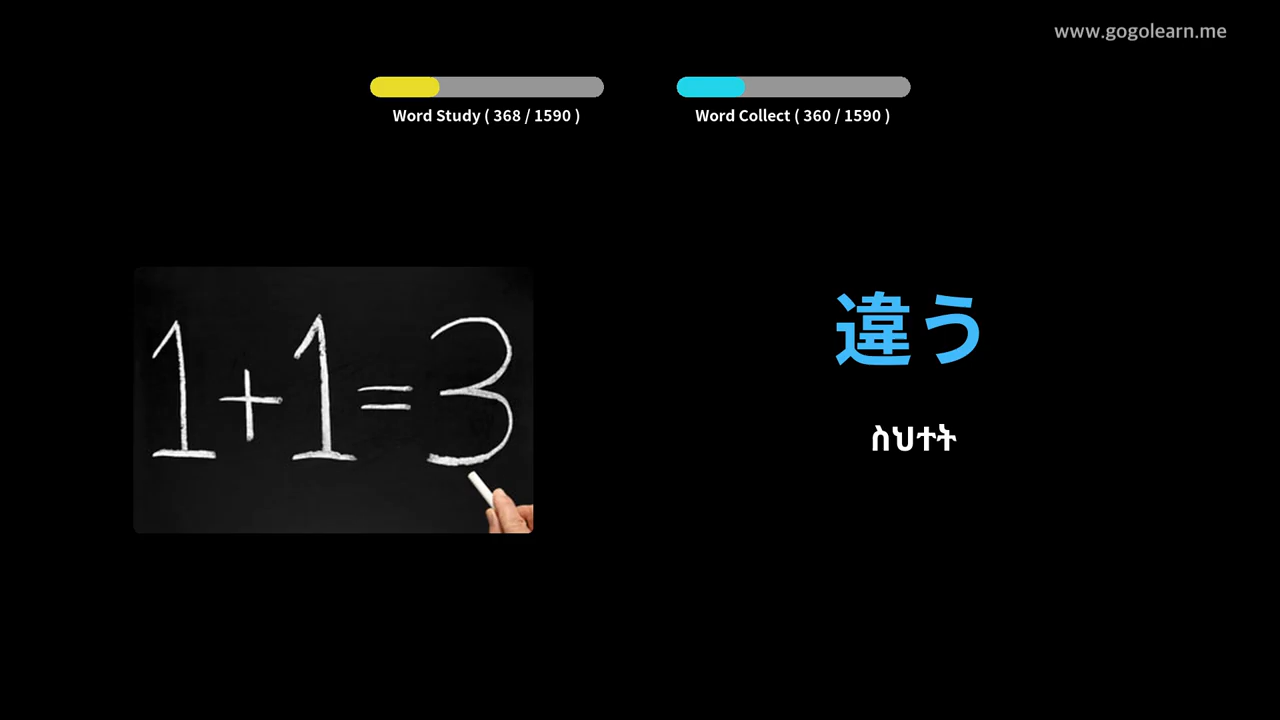 www.gogolearn.me
Word Study ( 368 / 1590 )
Word Collect ( 360 / 1590 )
1+1=3
違う
ስህተት